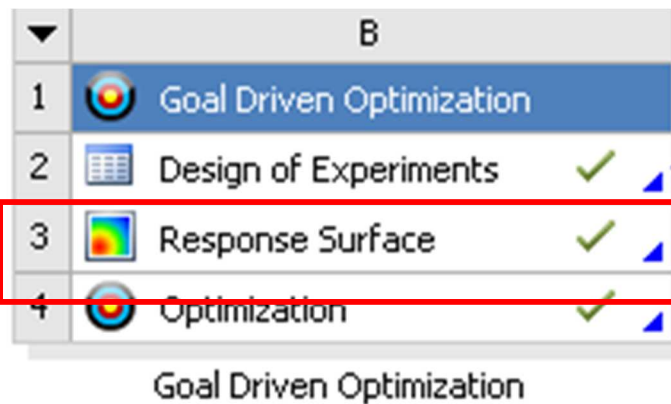 B
1 Goal Driven Optimization
2 Design of Experiments
3 Response Surface
4 Optimization
Goal Driven Optimization